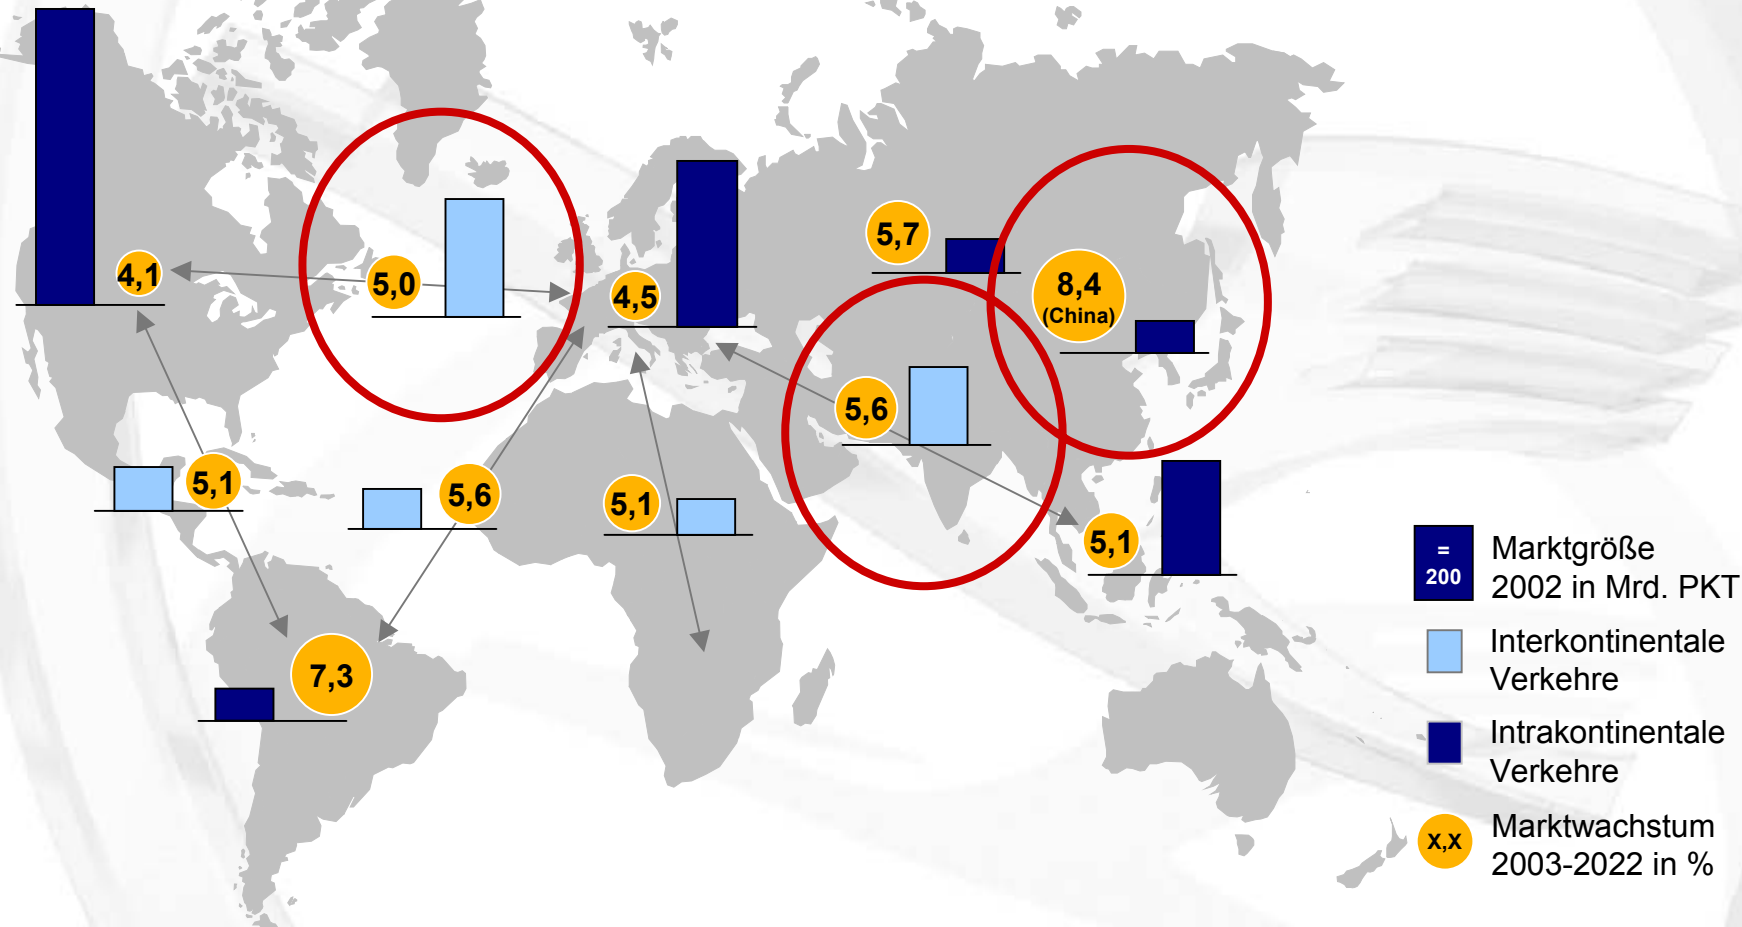 5,7
8,4
(China)
4,1
5,0
4,5
5,6
5,1
5,6
5,1
5,1
7,3
=
200
Marktgröße
2002 in Mrd. PKT
Interkontinentale
Verkehre
Intrakontinentale
Verkehre
x,x
Marktwachstum
2003-2022 in %